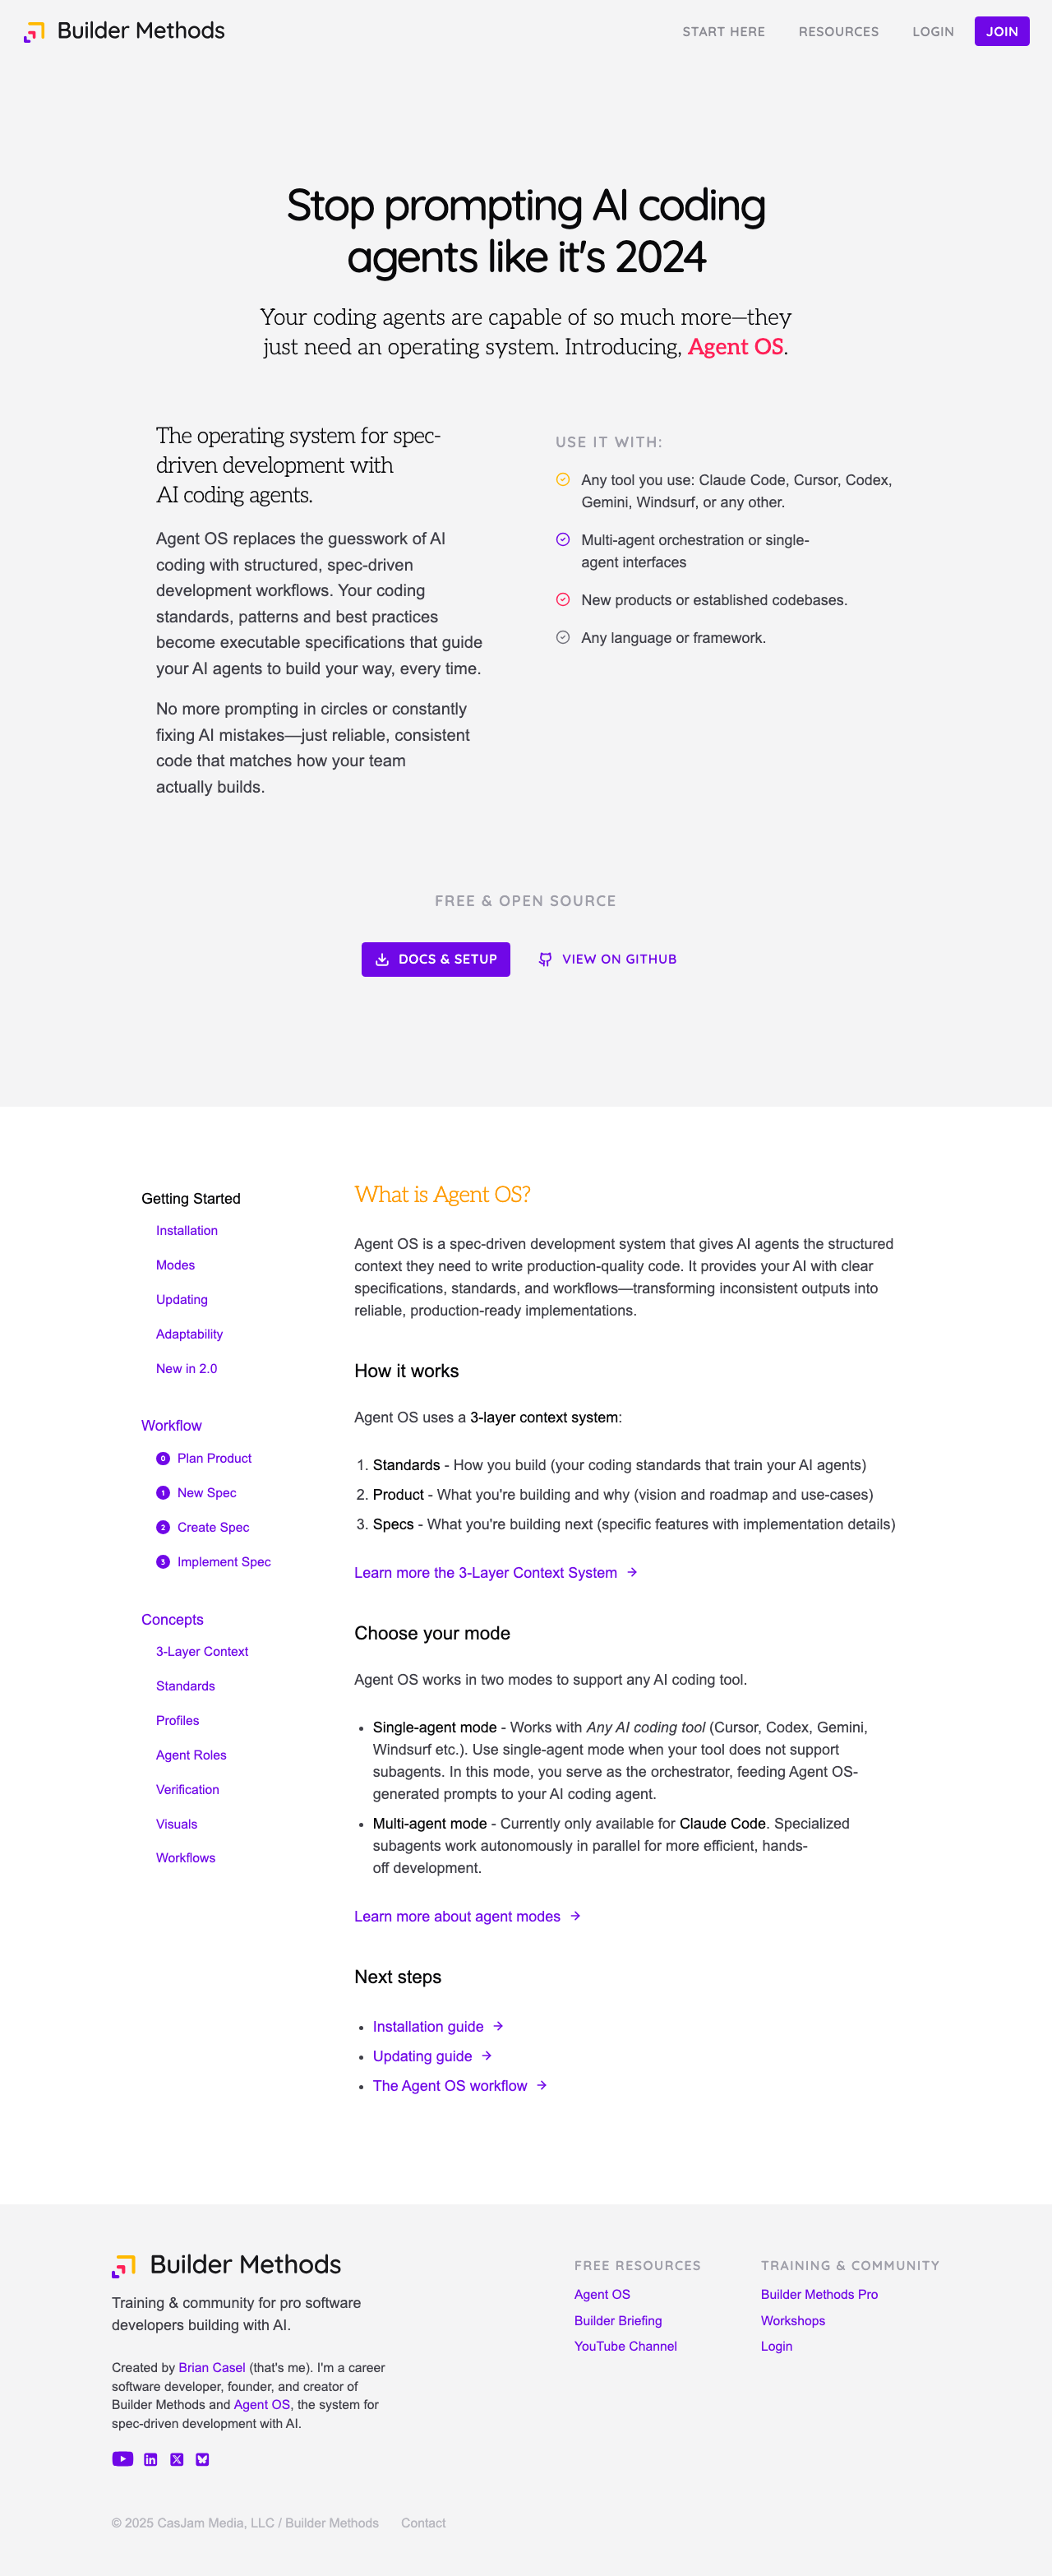 Builder Methods
START HERE
RESOURCES
LOGIN
JOIN
Stop prompting AI coding
agents like it's 2024
Your coding agents are capable of so much more—they
just need an operating system. Introducing, Agent OS.
The operating system for spec-
driven development with
AI coding agents.
Agent OS replaces the guesswork of AI
coding with structured, spec-driven
development workflows. Your coding
standards, patterns and best practices
become executable specifications that guide
your AI agents to build your way, every time.
No more prompting in circles or constantly
fixing AI mistakes—just reliable, consistent
code that matches how your team
actually builds.
USE IT WITH:
Any tool you use: Claude Code, Cursor, Codex,
Gemini, Windsurf, or any other.
Multi-agent orchestration or single-
agent interfaces
New products or established codebases.
Any language or framework.
FREE & OPEN SOURCE
DOCS & SETUP
VIEW ON GITHUB
Getting Started
Installation
Modes
Updating
Adaptability
New in 2.0
Workflow
0 Plan Product
1 New Spec
2 Create Spec
3 Implement Spec
Concepts
3-Layer Context
Standards
Profiles
Agent Roles
Verification
Visuals
Workflows
What is Agent OS?
Agent OS is a spec-driven development system that gives AI agents the structured
context they need to write production-quality code. It provides your AI with clear
specifications, standards, and workflows—transforming inconsistent outputs into
reliable, production-ready implementations.
How it works
Agent OS uses a 3-layer context system:
1. Standards - How you build (your coding standards that train your AI agents)
2. Product - What you're building and why (vision and roadmap and use-cases)
3. Specs - What you're building next (specific features with implementation details)
Learn more the 3-Layer Context System →
Choose your mode
Agent OS works in two modes to support any AI coding tool.
• Single-agent mode - Works with Any AI coding tool (Cursor, Codex, Gemini,
Windsurf etc.). Use single-agent mode when your tool does not support
subagents. In this mode, you serve as the orchestrator, feeding Agent OS-
generated prompts to your AI coding agent.
• Multi-agent mode - Currently only available for Claude Code. Specialized
subagents work autonomously in parallel for more efficient, hands-
off development.
Learn more about agent modes →
Next steps
• Installation guide →
• Updating guide →
• The Agent OS workflow →
Builder Methods
Training & community for pro software
developers building with AI.
Created by Brian Casel (that's me). I'm a career
software developer, founder, and creator of
Builder Methods and Agent OS, the system for
spec-driven development with AI.
FREE RESOURCES
Agent OS
Builder Briefing
YouTube Channel
TRAINING & COMMUNITY
Builder Methods Pro
Workshops
Login
© 2025 CasJam Media, LLC / Builder Methods
Contact